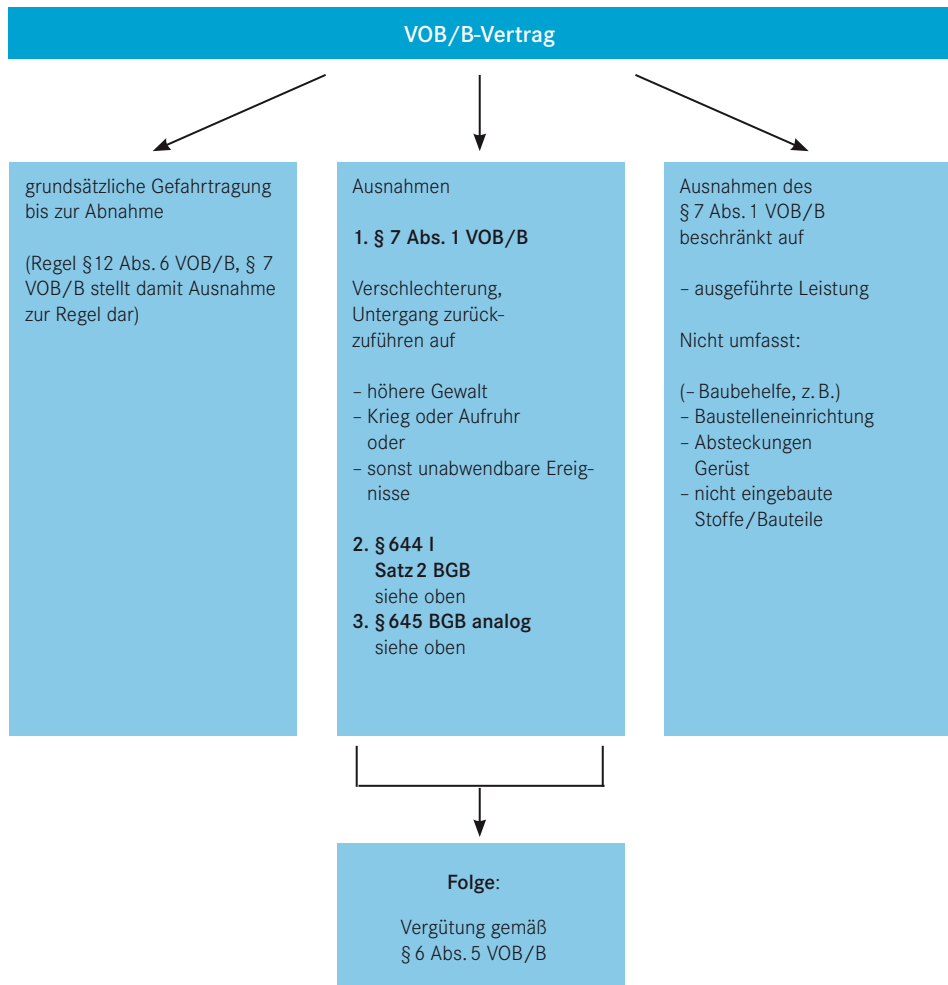 VOB/B-Vertrag
grundsätzliche Gefahrtragung
bis zur Abnahme
(Regel §12 Abs. 6 VOB/B, § 7
VOB/B stellt damit Ausnahme
zur Regel dar)
Ausnahmen
1. § 7 Abs. 1 VOB/B
Verschlechterung,
Untergang zurück-
zuführen auf
– höhere Gewalt
– Krieg oder Aufruhr
oder
– sonst unabwendbare Ereig-
nisse
2. § 644 I
Satz 2 BGB
siehe oben
3. § 645 BGB analog
siehe oben
Ausnahmen des
§ 7 Abs. 1 VOB/B
beschränkt auf
– ausgeführte Leistung
Nicht umfasst:
(– Baubehelfe, z. B.)
– Baustelleneinrichtung
– Absteckungen
Gerüst
– nicht eingebaute
Stoffe/Bauteile
Folge:
Vergütung gemäß
§ 6 Abs. 5 VOB/B